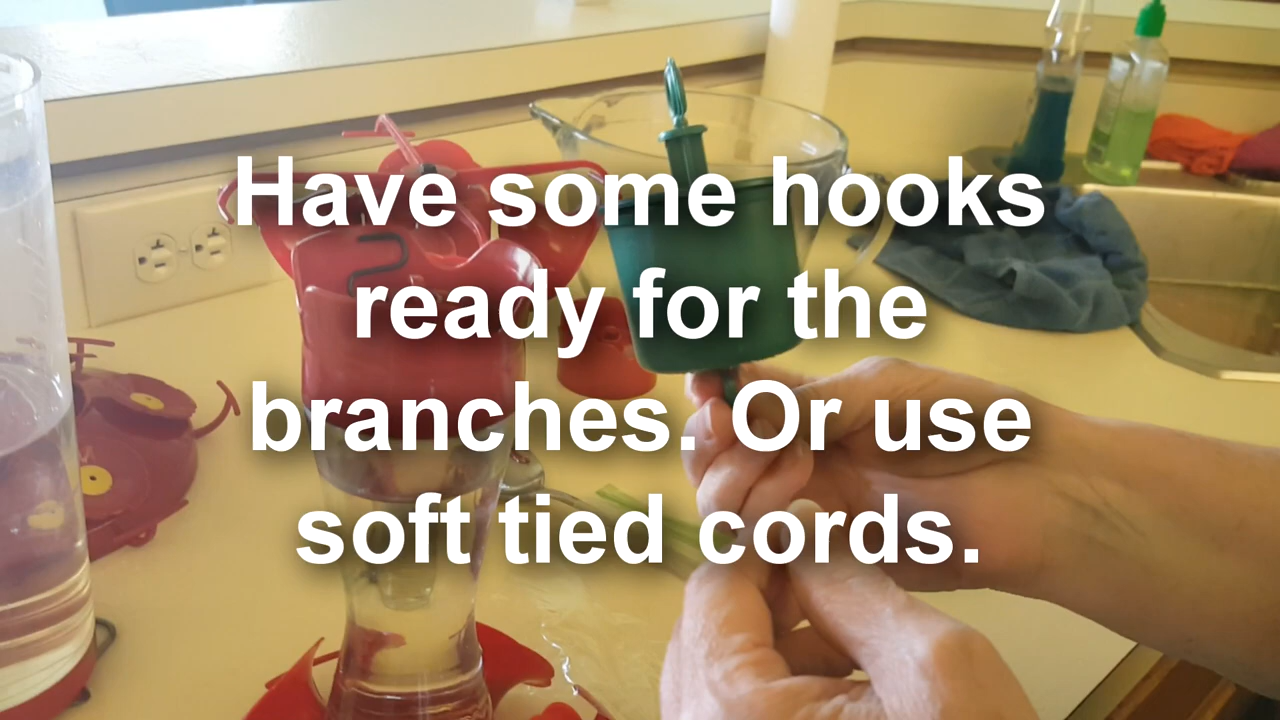 Have some hooks
ready for the
branches. Or use
soft tied cords.